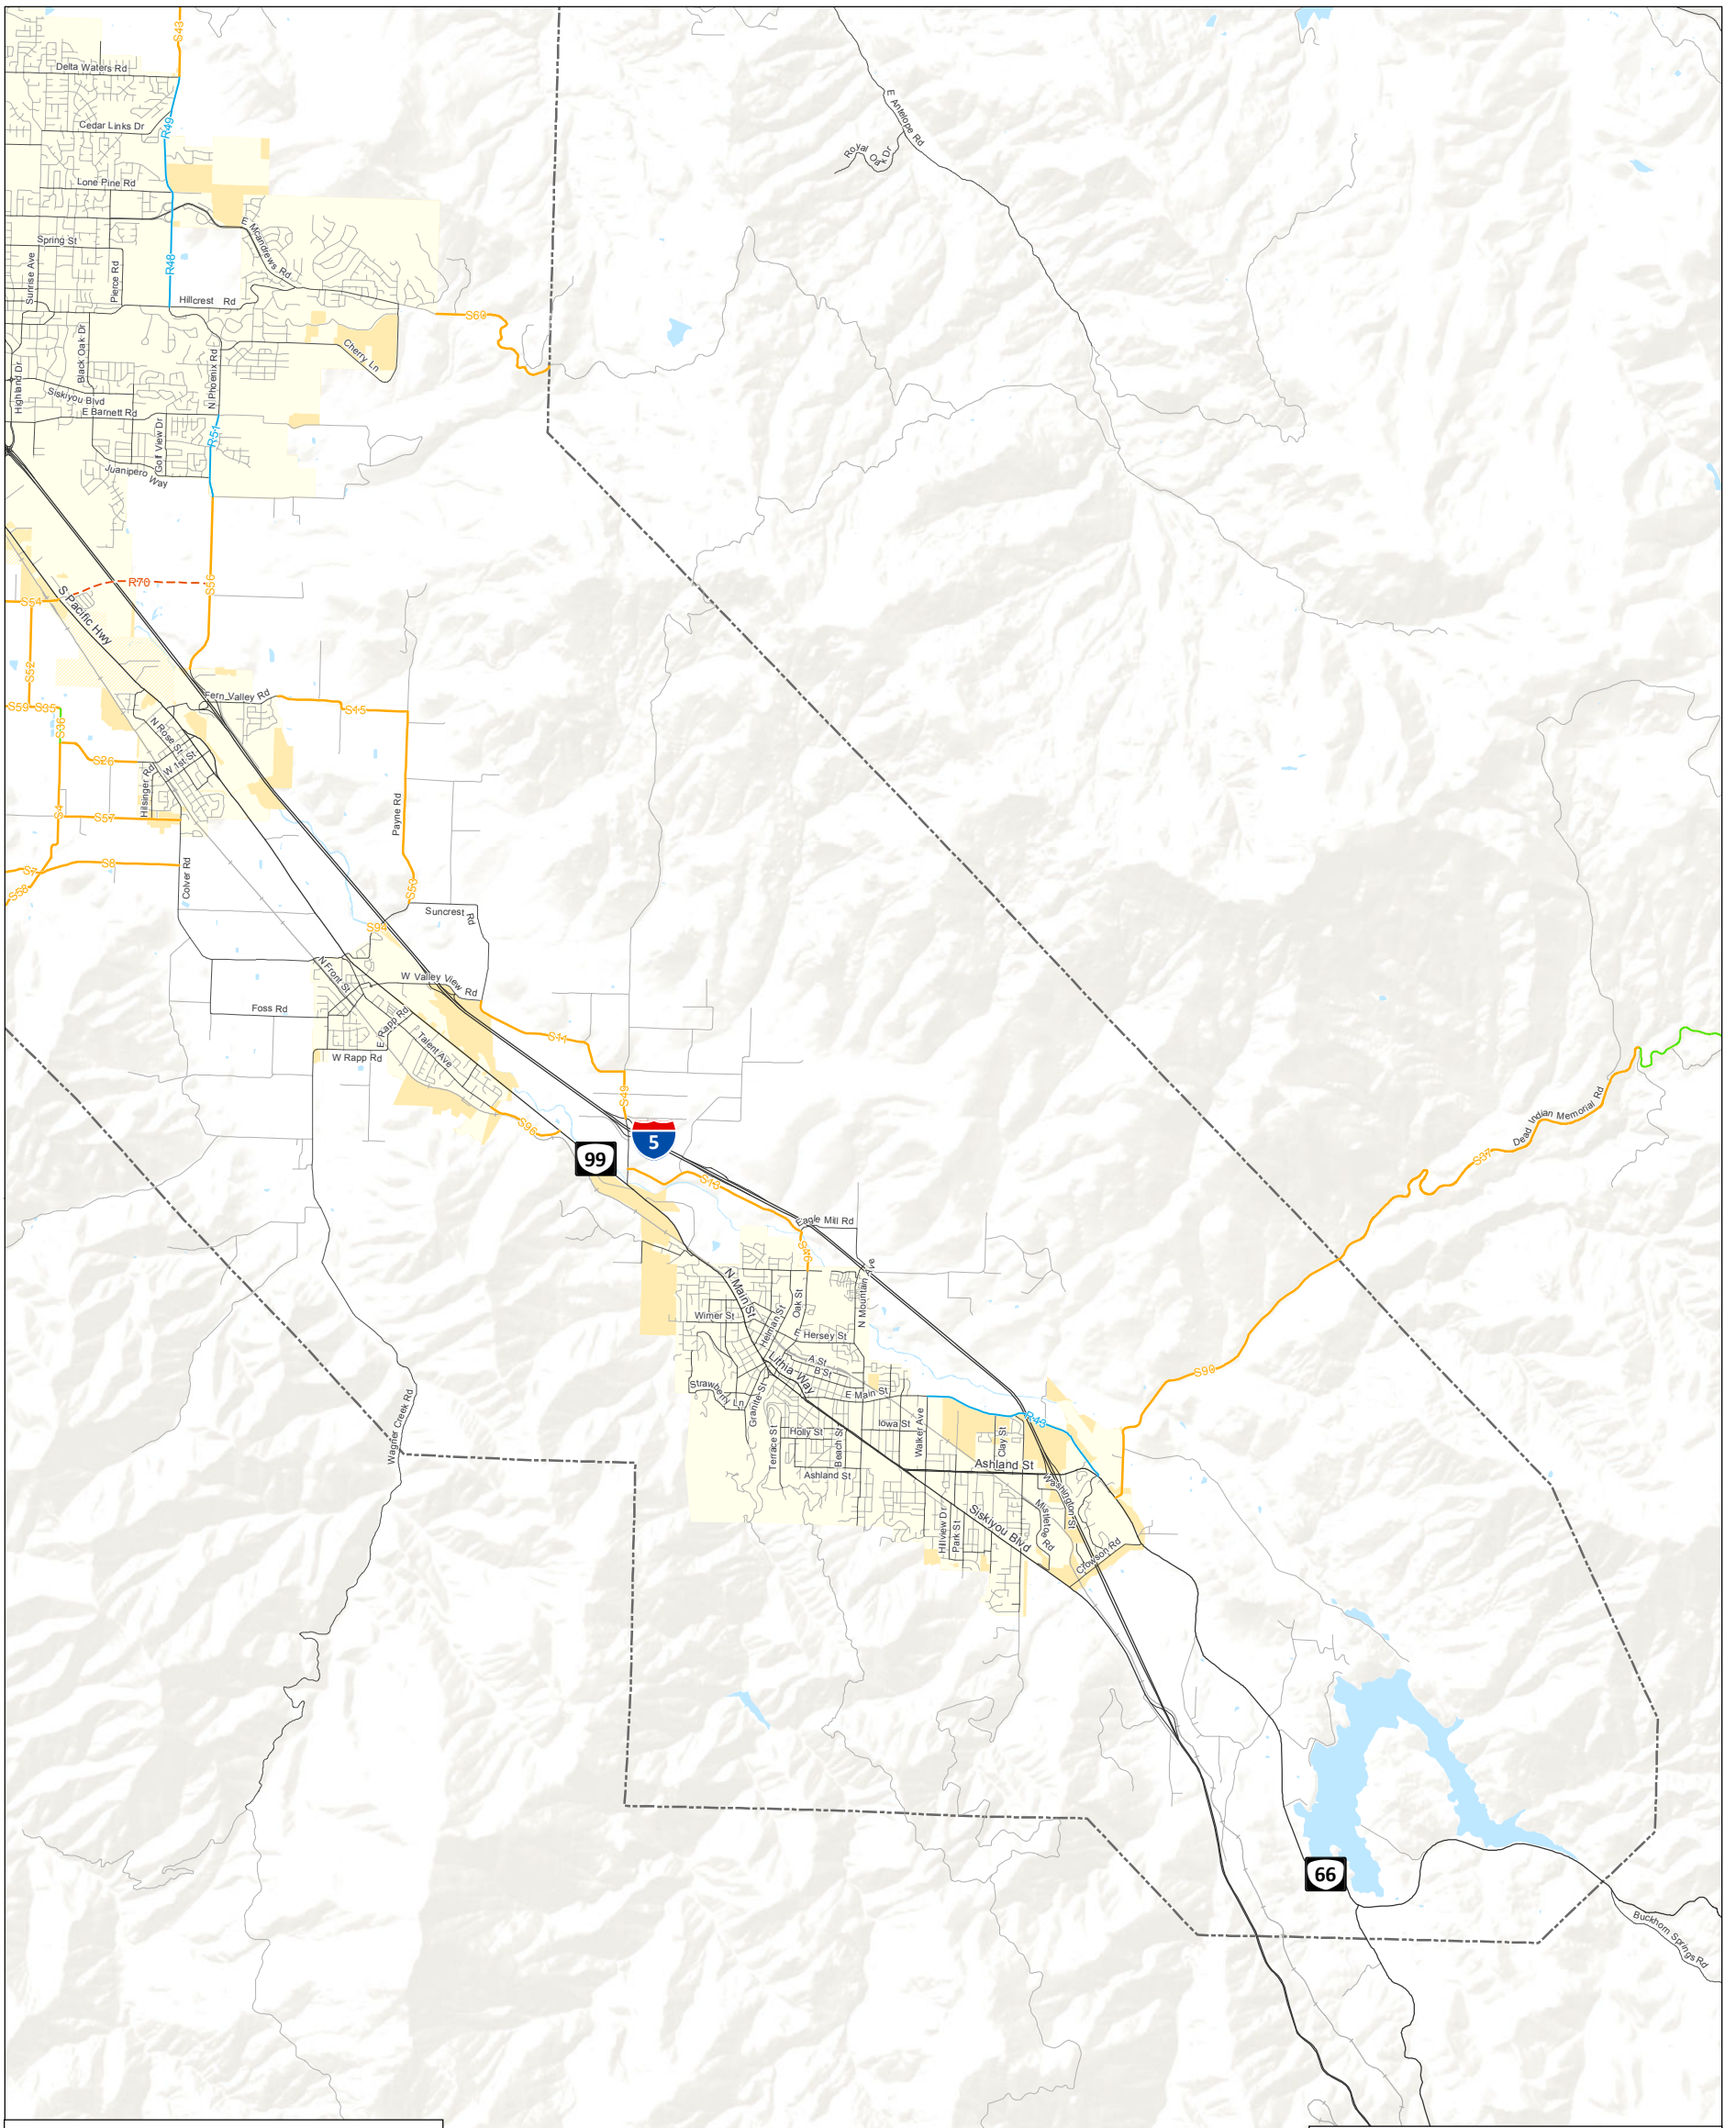 S43
Delta Waters Rd
R49
Cedar Links Dr
E Antelope Rd
Royal Oak Dr
Lone Pine Rd
E Mcandrews Rd
Spring St
Sunrise Ave
Pierce Rd
R48
Hillcrest Rd
S60
Black Oak Dr
Cherry Ln
Highland Dr
N Phoenix Rd
Siskiyou Blvd
E Barnett Rd
Golf View Dr
R51
Juanipero Way
R70
S56
S54
S Pacific Hwy
S52
Fern Valley Rd
S59
S35
S15
S36
N Rose St
W 1st St
S26
Hilsinger Rd
S4
S57
Payne Rd
S8
S7
Colver Rd
S58
S53
Suncrest Rd
S94
N Front St
W Valley View Rd
Foss Rd
E Rapp Rd
Talent Ave
S11
W Rapp Rd
S49
Dead Indian Memorial Rd
S96
5
99
S13
S37
Eagle Mill Rd
S46
N Mountain Ave
N Main St
Oak St
Wimer St
Helman St
E Hersey St
A St
B St
Lithia Way
S90
Strawberry Ln
Granite St
E Main St
Wagner Creek Rd
R43
Iowa St
Walker Ave
Clay St
Holly St
Terrace St
Beach St
Ashland St
Ashland St
Washington St
Mistletoe Rd
Siskiyou Blvd
Hillview Dr
Park St
Crowson Rd
66
Buckhorn Springs Rd